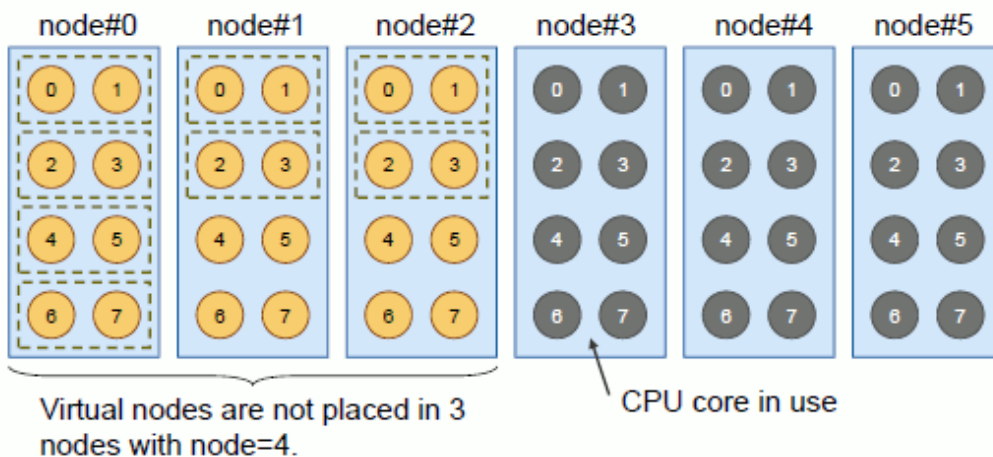 node#0 node#1 node#2 node#3 node#4 node#5
0 1 0 1 0 1 0 1 0 1 0 1
2 3 2 3 2 3 2 3 2 3 2 3
4 5 4 5 4 5 4 5 4 5 4 5
6 7 6 7 6 7 6 7 6 7 6 7
Virtual nodes are not placed in 3
nodes with node=4.
CPU core in use